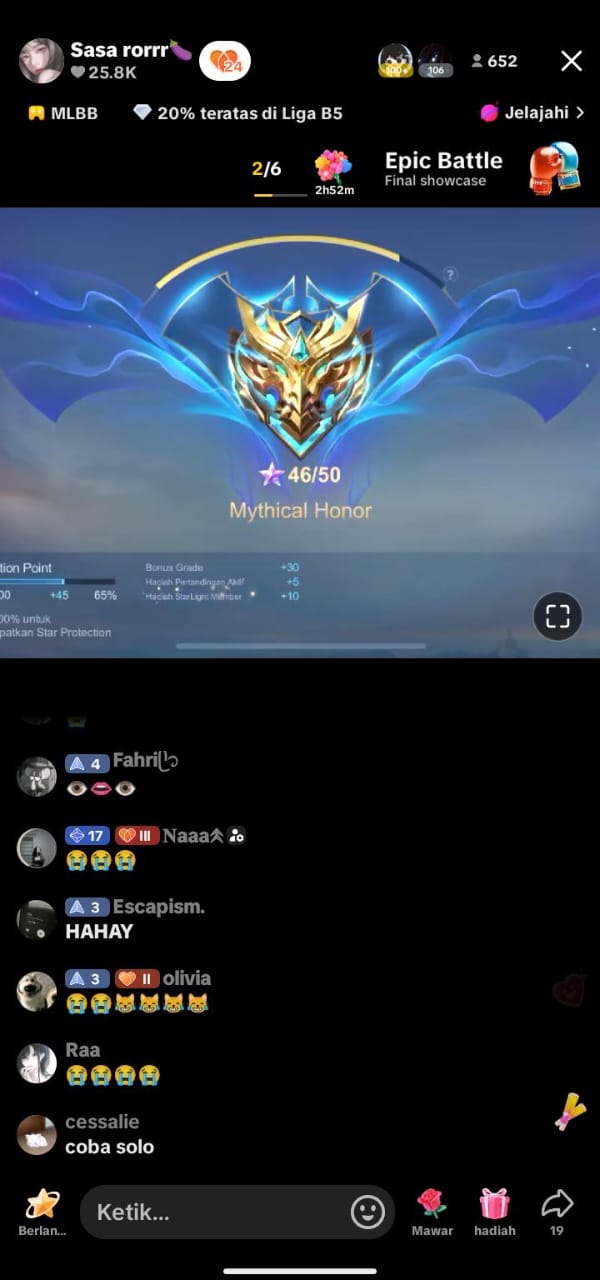 Sasa rorrr🍆
25.8K
24
100+
106
652
MLBB
20% teratas di Liga B5
Jelajahi >
2/6
2h52m
Epic Battle
Final showcase
?
46/50
Mythical Honor
tion Point
00 +45 65%
00% untuk
patkan Star Protection
Bonus Grade +30
Hadiah Pertandingan Aktif +5
Hadiah StarLight Member +10
4 Fahri
👁👄👁
17 III Naaa
😭😭😭
3 Escapism.
HAHAY
3 II olivia
😭😭😹😹😹😹
Raa
😭😭😭😭
cessalie
coba solo
Berlan...
Ketik...
Mawar
hadiah
19